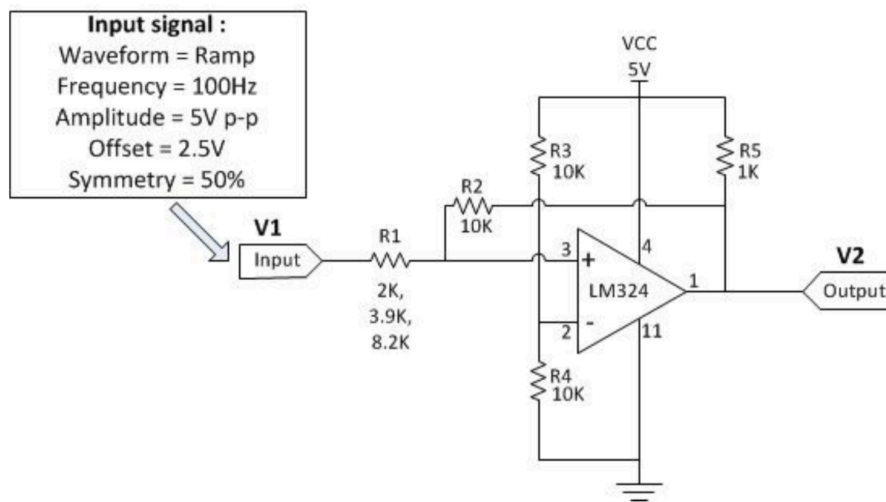 Input signal :
Waveform = Ramp
Frequency = 100Hz
Amplitude = 5V p-p
Offset = 2.5V
Symmetry = 50%
VCC
5V
R3
10K
R5
1K
R2
10K
V1
Input
R1
2K,
3.9K,
8.2K
3
+
4
LM324
1
2
-
11
V2
Output
R4
10K